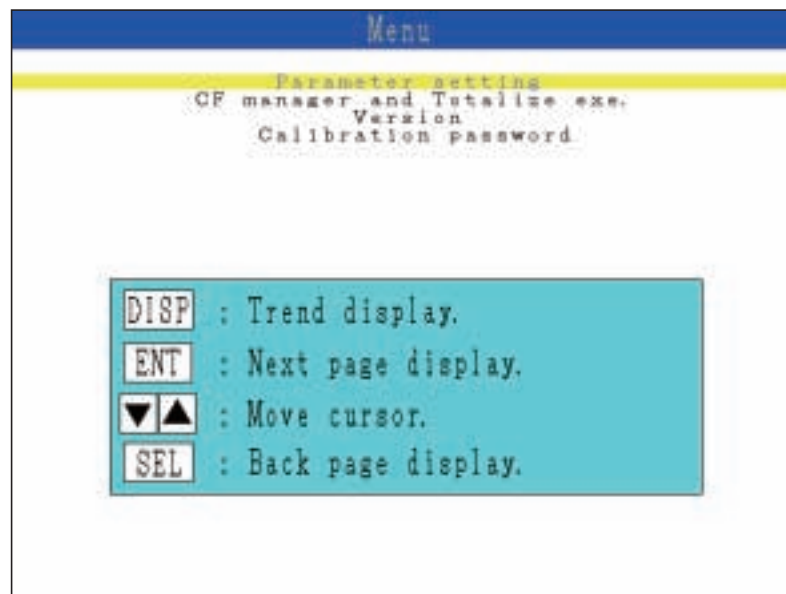 Menu
Parameter setting
CF manager and Totalize exe.
Version
Calibration password
DISP : Trend display.
ENT : Next page display.
▼▲ : Move cursor.
SEL : Back page display.